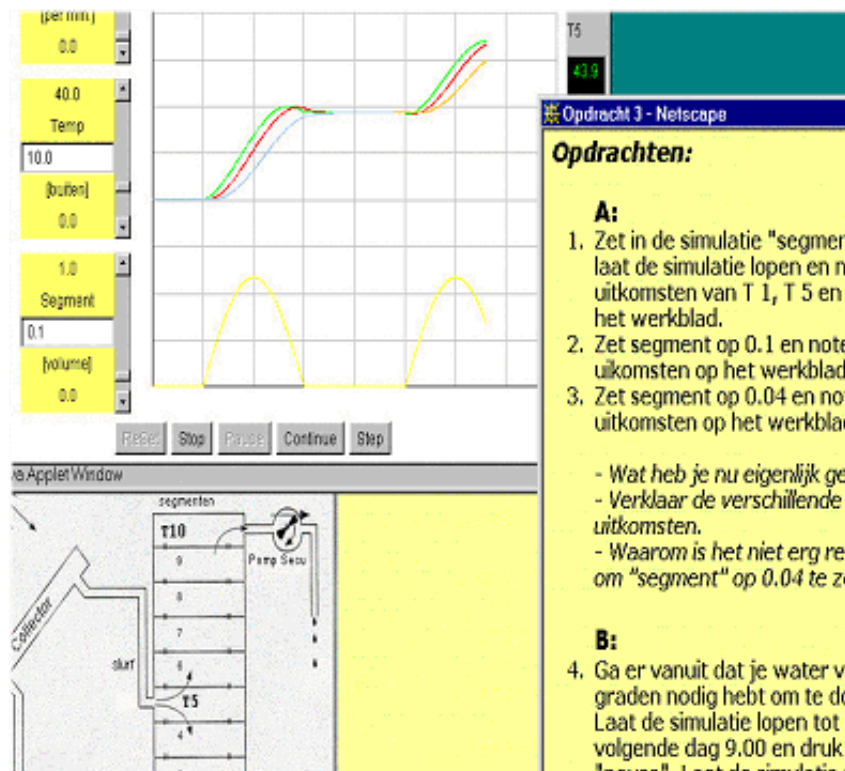 [per min.]
0.0
40.0
Temp
10.0
[buiten]
0.0
1.0
Segment
0.1
[volume]
0.0
T5
43.9
ReSet Stop Pause Continue Step
Applet Window
segmenten
T10
9
8
7
6
T5
4
Pomp Secu
Collector
slurf
Opdracht 3 - Netscape
Opdrachten:
A:
1. Zet in de simulatie "segmen
laat de simulatie lopen en n
uitkomsten van T 1, T 5 en
het werkblad.
2. Zet segment op 0.1 en note
uikomsten op het werkblad
3. Zet segment op 0.04 en no
uitkomsten op het werkbla
- Wat heb je nu eigenlijk ge
- Verklaar de verschillende
uitkomsten.
- Waarom is het niet erg re
om "segment" op 0.04 te z
B:
4. Ga er vanuit dat je water v
graden nodig hebt om te do
Laat de simulatie lopen tot
volgende dag 9.00 en druk